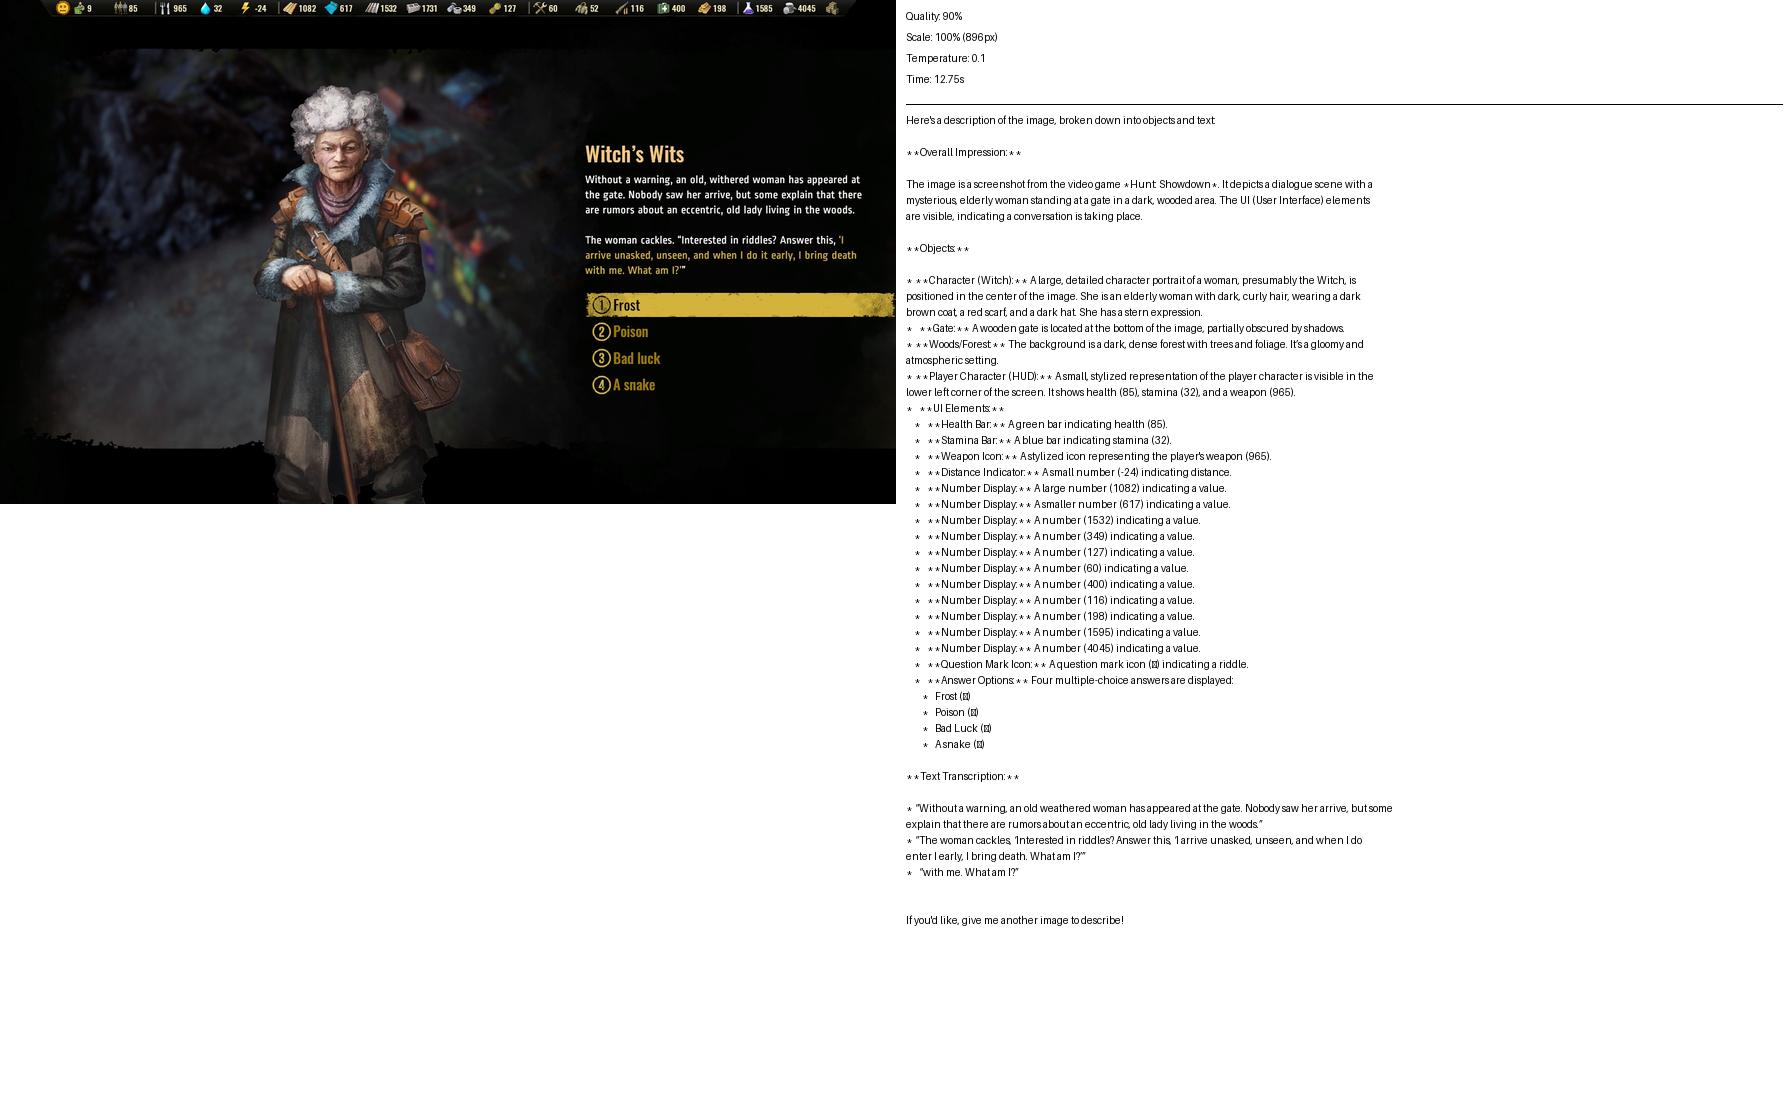 9 85 965 32 -24 1082 617 1532 1731 349 127 60 52 116 400 198 1585 4045
Witch's Wits
Without a warning, an old, withered woman has appeared at
the gate. Nobody saw her arrive, but some explain that there
are rumors about an eccentric, old lady living in the woods.
The woman cackles. "Interested in riddles? Answer this, 'I
arrive unasked, unseen, and when I do it early, I bring death
with me. What am I?'"
1 Frost
2 Poison
3 Bad luck
4 A snake
Quality: 90%
Scale: 100% (896px)
Temperature: 0.1
Time: 12.75s
Here's a description of the image, broken down into objects and text:
**Overall Impression:**
The image is a screenshot from the video game *Hunt: Showdown*. It depicts a dialogue scene with a
mysterious, elderly woman standing at a gate in a dark, wooded area. The UI (User Interface) elements
are visible, indicating a conversation is taking place.
**Objects:**
* **Character (Witch):** A large, detailed character portrait of a woman, presumably the Witch, is
positioned in the center of the image. She is an elderly woman with dark, curly hair, wearing a dark
brown coat, a red scarf, and a dark hat. She has a stern expression.
* **Gate:** A wooden gate is located at the bottom of the image, partially obscured by shadows.
* **Woods/Forest:** The background is a dark, dense forest with trees and foliage. It's a gloomy and
atmospheric setting.
* **Player Character (HUD):** A small, stylized representation of the player character is visible in the
lower left corner of the screen. It shows health (85), stamina (32), and a weapon (965).
* **UI Elements:**
* **Health Bar:** A green bar indicating health (85).
* **Stamina Bar:** A blue bar indicating stamina (32).
* **Weapon Icon:** A stylized icon representing the player's weapon (965).
* **Distance Indicator:** A small number (-24) indicating distance.
* **Number Display:** A large number (1082) indicating a value.
* **Number Display:** A smaller number (617) indicating a value.
* **Number Display:** A number (1532) indicating a value.
* **Number Display:** A number (349) indicating a value.
* **Number Display:** A number (127) indicating a value.
* **Number Display:** A number (60) indicating a value.
* **Number Display:** A number (400) indicating a value.
* **Number Display:** A number (116) indicating a value.
* **Number Display:** A number (198) indicating a value.
* **Number Display:** A number (1595) indicating a value.
* **Number Display:** A number (4045) indicating a value.
* **Question Mark Icon:** A question mark icon (▯) indicating a riddle.
* **Answer Options:** Four multiple-choice answers are displayed:
* Frost (▯)
* Poison (▯)
* Bad Luck (▯)
* A snake (▯)
**Text Transcription:**
* "Without a warning, an old weathered woman has appeared at the gate. Nobody saw her arrive, but some
explain that there are rumors about an eccentric, old lady living in the woods."
* "The woman cackles, 'Interested in riddles? Answer this, 'I arrive unasked, unseen, and when I do
enter I early, I bring death. What am I?'"
* "with me. What am I?"
If you'd like, give me another image to describe!